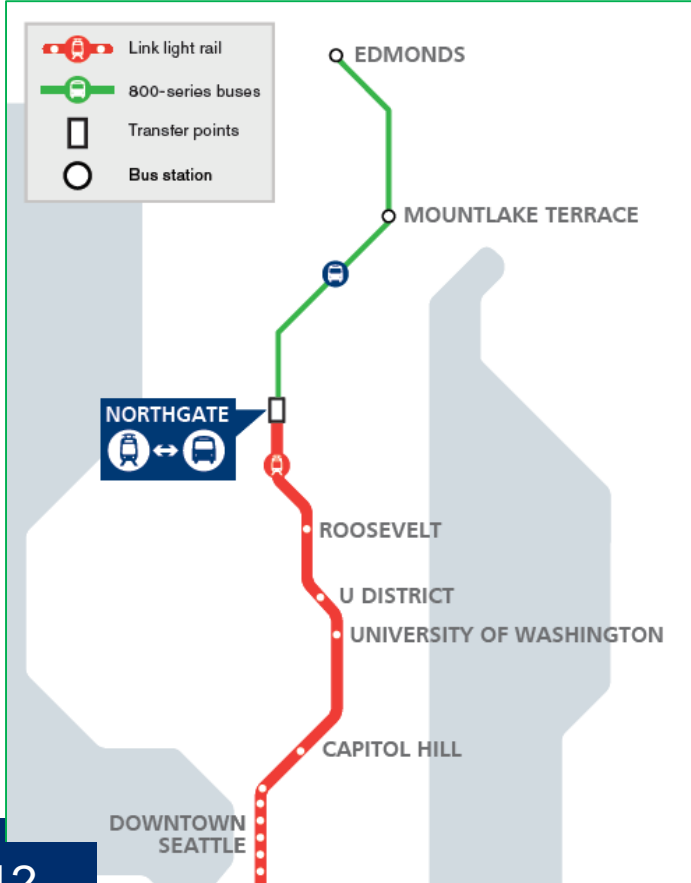 Link light rail
800-series buses
Transfer points
Bus station
EDMONDS
MOUNTLAKE TERRACE
NORTHGATE
ROOSEVELT
U DISTRICT
UNIVERSITY OF WASHINGTON
CAPITOL HILL
DOWNTOWN
SEATTLE
12